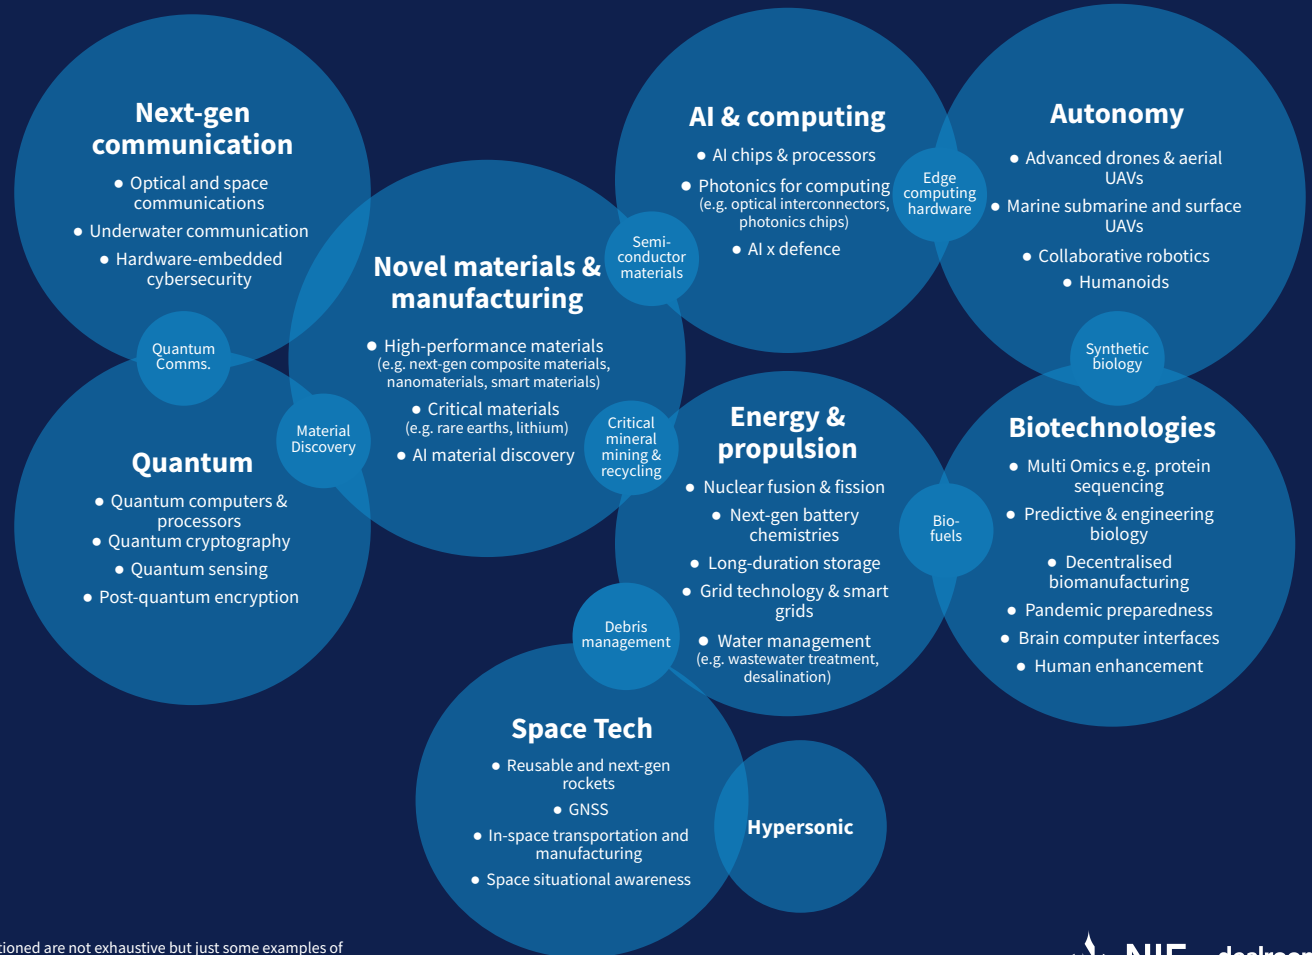 Next-gen
communication
● Optical and space
communications
● Underwater communication
● Hardware-embedded
cybersecurity
Quantum
Comms.
Quantum
● Quantum computers &
processors
● Quantum cryptography
● Quantum sensing
● Post-quantum encryption
Material
Discovery
Novel materials &
manufacturing
● High-performance materials
(e.g. next-gen composite materials,
nanomaterials, smart materials)
● Critical materials
(e.g. rare earths, lithium)
● AI material discovery
Semi-
conductor
materials
Critical
mineral
mining &
recycling
AI & computing
● AI chips & processors
● Photonics for computing
(e.g. optical interconnectors,
photonics chips)
● AI x defence
Edge
computing
hardware
Autonomy
● Advanced drones & aerial
UAVs
● Marine submarine and surface
UAVs
● Collaborative robotics
● Humanoids
Synthetic
biology
Energy &
propulsion
● Nuclear fusion & fission
● Next-gen battery
chemistries
● Long-duration storage
● Grid technology & smart
grids
● Water management
(e.g. wastewater treatment,
desalination)
Bio-
fuels
Biotechnologies
● Multi Omics e.g. protein
sequencing
● Predictive & engineering
biology
● Decentralised
biomanufacturing
● Pandemic preparedness
● Brain computer interfaces
● Human enhancement
Debris
management
Space Tech
● Reusable and next-gen
rockets
● GNSS
● In-space transportation and
manufacturing
● Space situational awareness
Hypersonic
tioned are not exhaustive but just some examples of
NIF